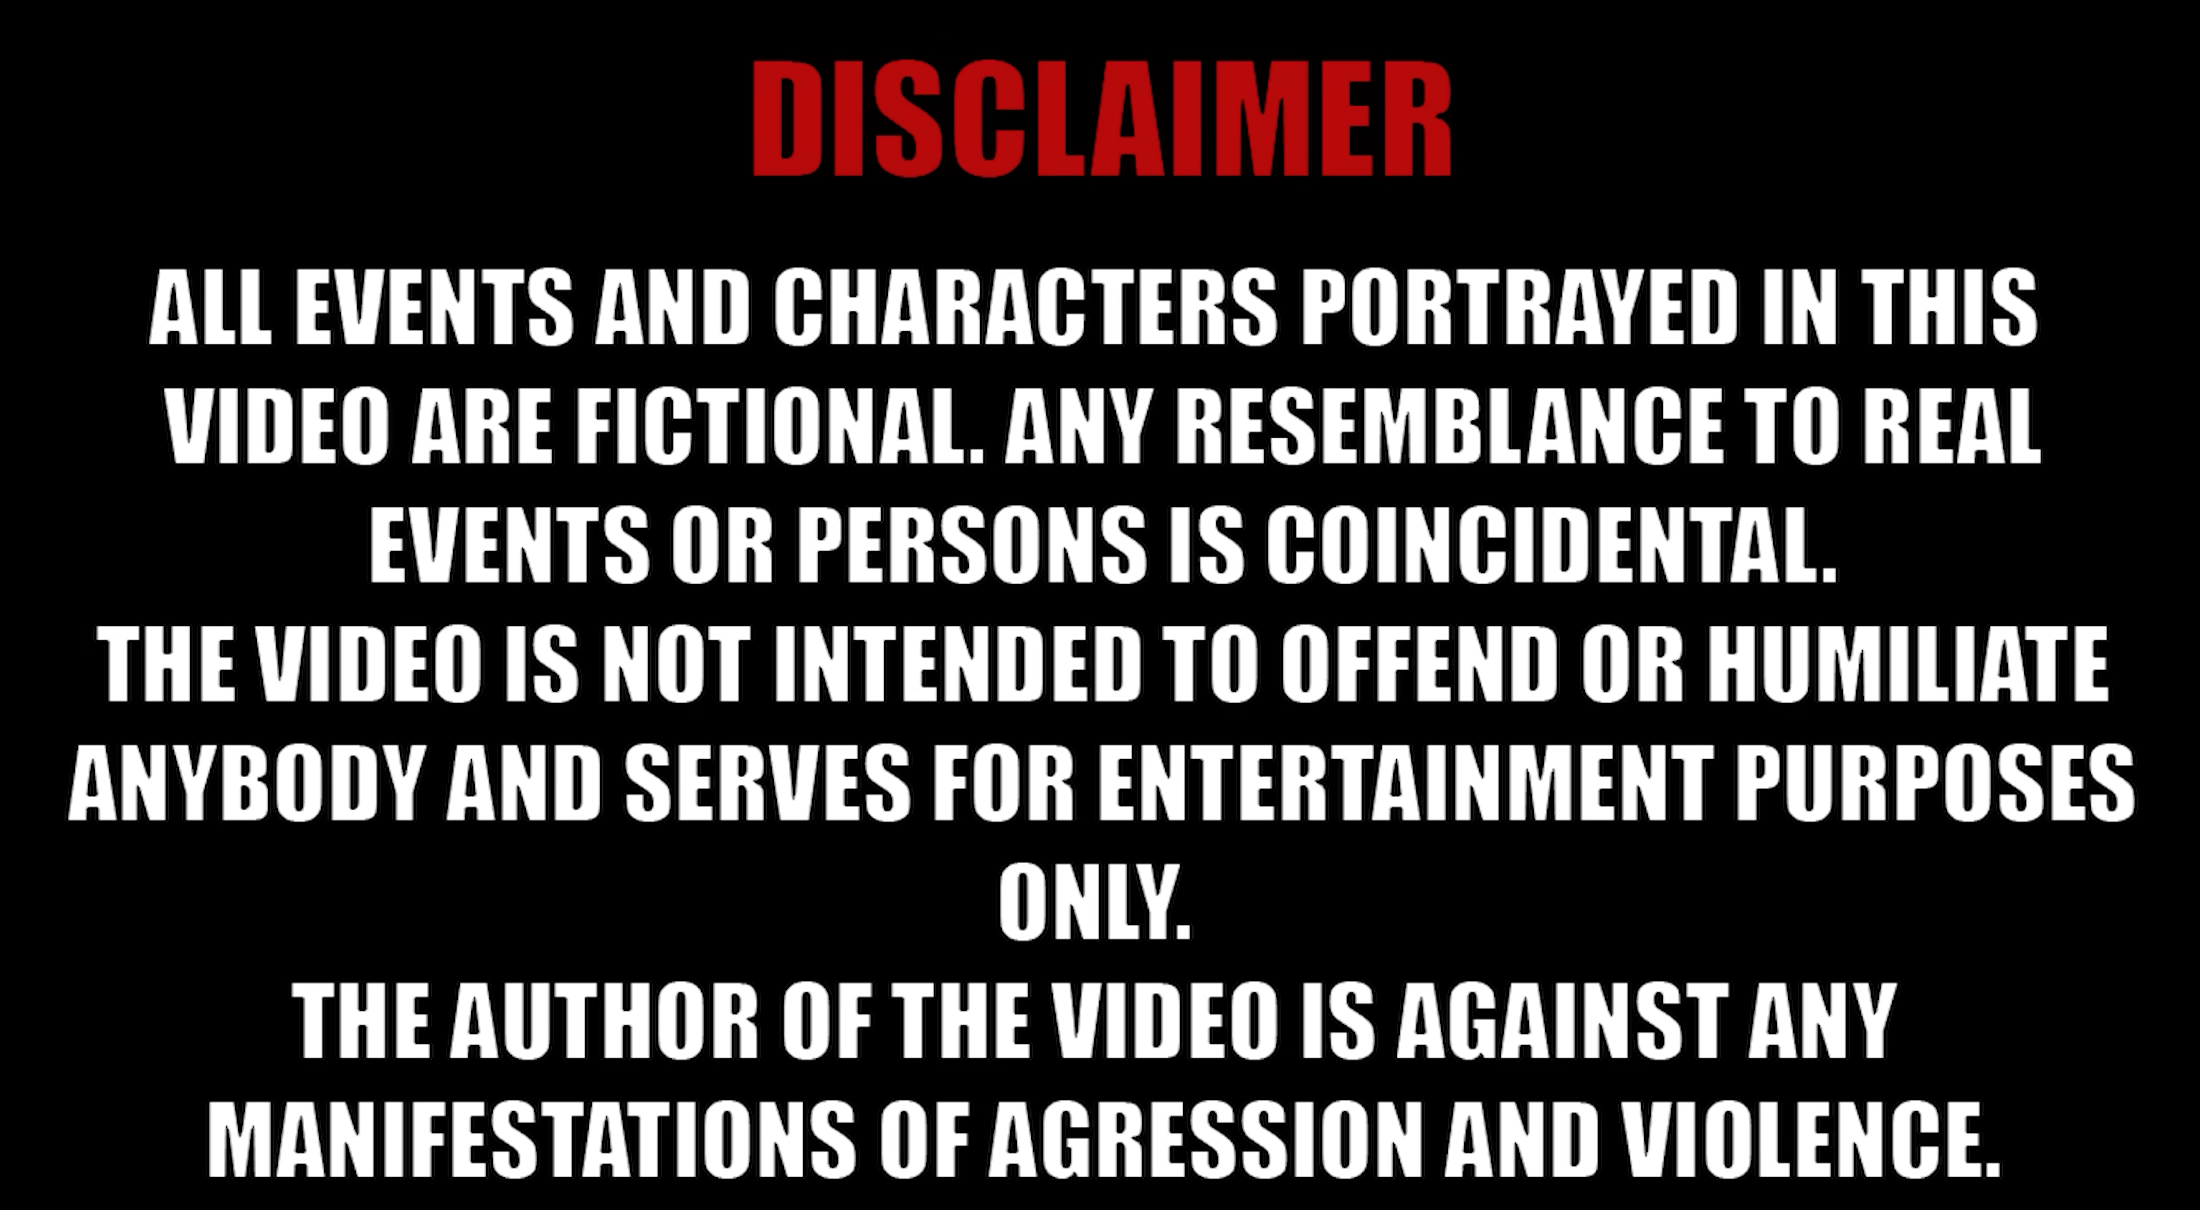 DISCLAIMER
ALL EVENTS AND CHARACTERS PORTRAYED IN THIS
VIDEO ARE FICTIONAL. ANY RESEMBLANCE TO REAL
EVENTS OR PERSONS IS COINCIDENTAL.
THE VIDEO IS NOT INTENDED TO OFFEND OR HUMILIATE
ANYBODY AND SERVES FOR ENTERTAINMENT PURPOSES
ONLY.
THE AUTHOR OF THE VIDEO IS AGAINST ANY
MANIFESTATIONS OF AGRESSION AND VIOLENCE.